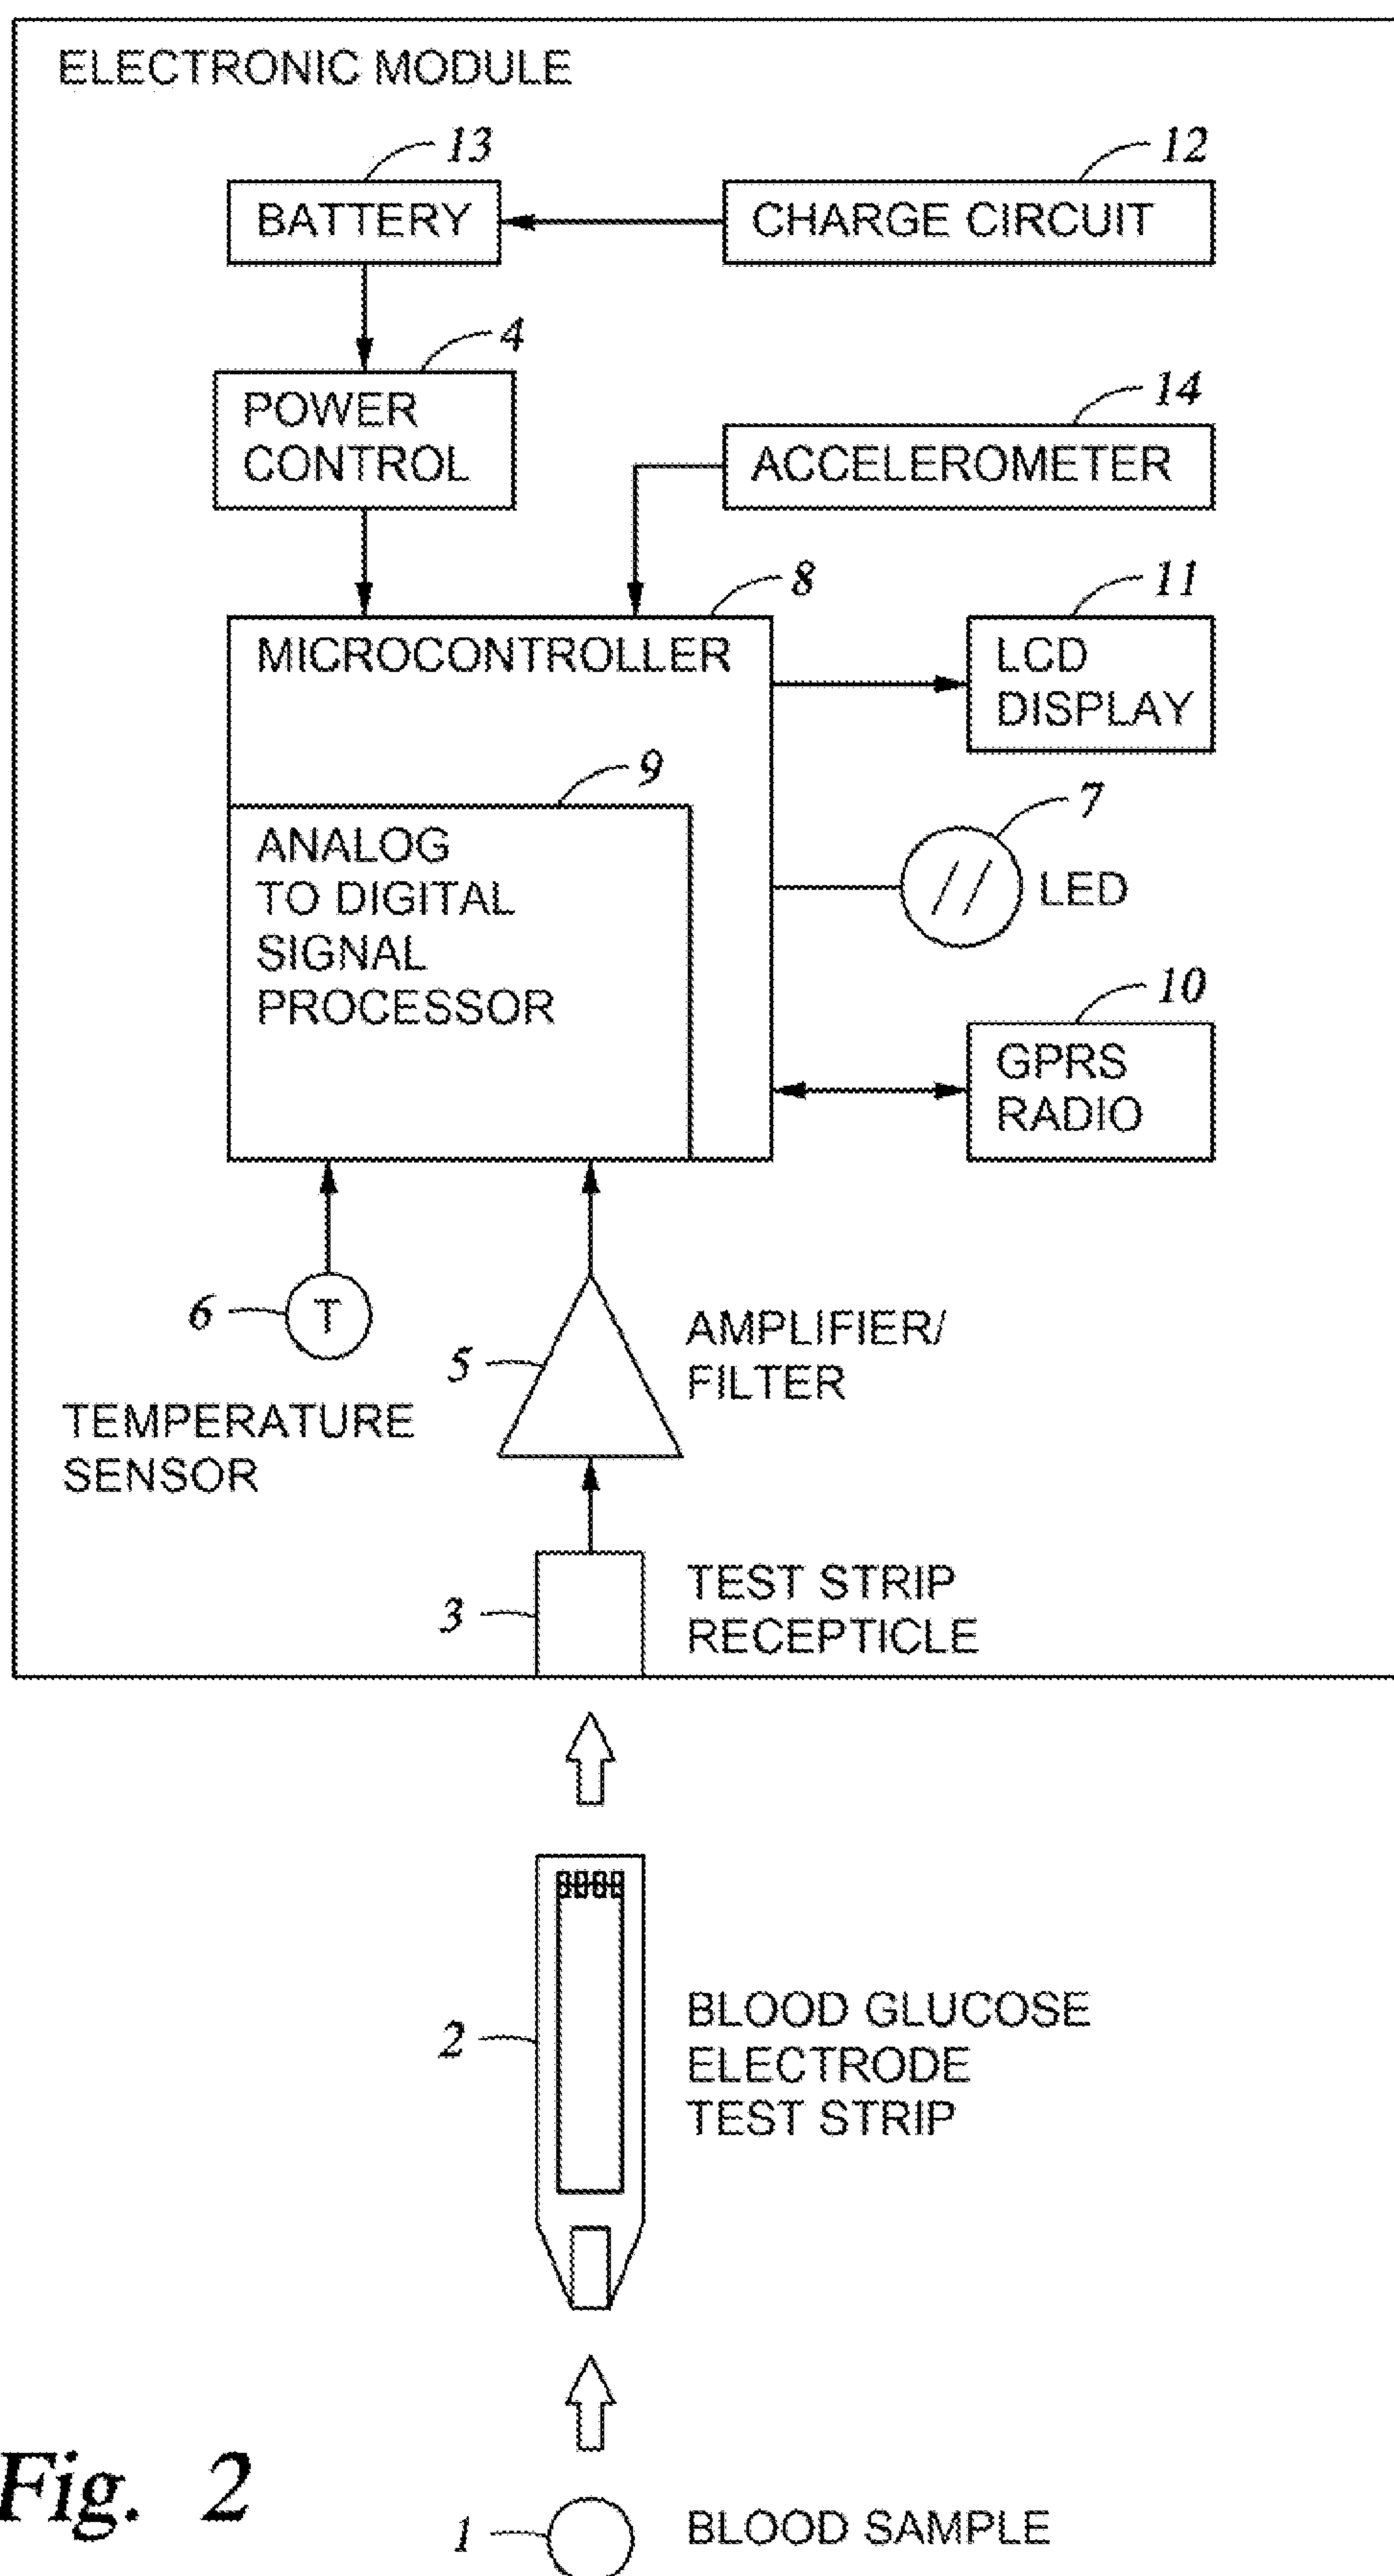 ELECTRONIC MODULE
13
12
BATTERY
CHARGE CIRCUIT
4
POWER
CONTROL
14
ACCELEROMETER
8
11
MICROCONTROLLER
LCD
DISPLAY
9
7
ANALOG
TO DIGITAL
SIGNAL
PROCESSOR
LED
10
GPRS
RADIO
6
T
TEMPERATURE
SENSOR
5
AMPLIFIER/
FILTER
3
TEST STRIP
RECEPTICLE
2
BLOOD GLUCOSE
ELECTRODE
TEST STRIP
Fig. 2
1
BLOOD SAMPLE